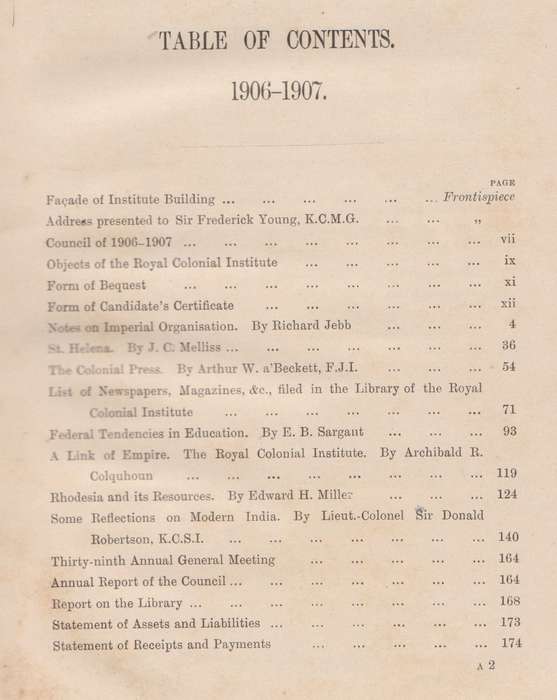 TABLE OF CONTENTS.
1906–1907.
PAGE
Façade of Institute Building ... ... ... ... ... ... Frontispiece
Address presented to Sir Frederick Young, K.C.M.G. ... ... „
Council of 1906–1907 ... ... ... ... ... ... ... ... vii
Objects of the Royal Colonial Institute ... ... ... ... ... ix
Form of Bequest ... ... ... ... ... ... ... ... xi
Form of Candidate's Certificate ... ... ... ... ... ... xii
Notes on Imperial Organisation. By Richard Jebb ... ... ... 4
St. Helena. By J. C. Melliss ... ... ... ... ... ... ... 36
The Colonial Press. By Arthur W. a'Beckett, F.J.I. ... ... ... 54
List of Newspapers, Magazines, &c., filed in the Library of the Royal
Colonial Institute ... ... ... ... ... ... ... 71
Federal Tendencies in Education. By E. B. Sargant ... ... ... 93
A Link of Empire. The Royal Colonial Institute. By Archibald R.
Colquhoun ... ... ... ... ... ... ... ... 119
Rhodesia and its Resources. By Edward H. Miller ... ... ... 124
Some Reflections on Modern India. By Lieut.-Colonel Sir Donald
Robertson, K.C.S.I. ... ... ... ... ... ... ... 140
Thirty-ninth Annual General Meeting ... ... ... ... ... 164
Annual Report of the Council ... ... ... ... ... ... ... 164
Report on the Library ... ... ... ... ... ... ... ... 168
Statement of Assets and Liabilities ... ... ... ... ... ... 173
Statement of Receipts and Payments ... ... ... ... ... 174
A 2